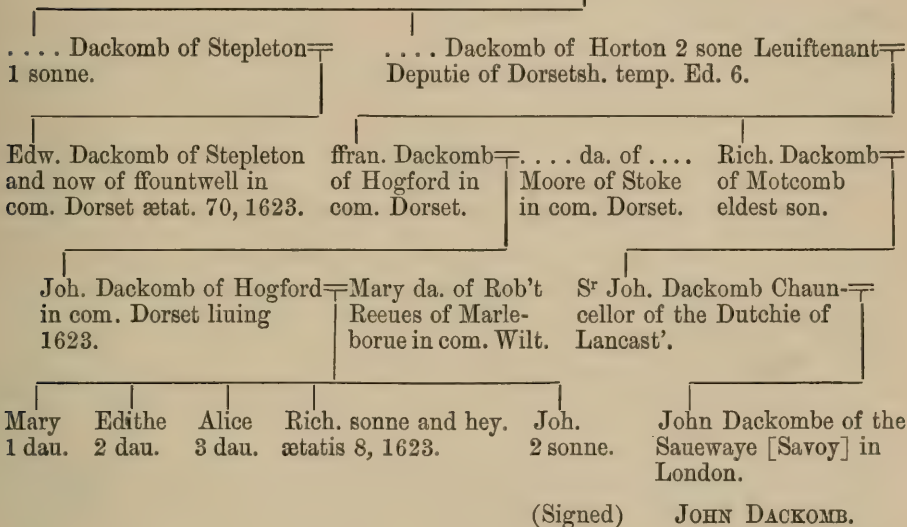 . . . . Dackomb of Stepleton
1 sonne.
. . . . Dackomb of Horton 2 sone Leuiftenant
Deputie of Dorsetsh. temp. Ed. 6.
Edw. Dackomb of Stepleton
and now of ffountwell in
com. Dorset ætat. 70, 1623.
ffran. Dackomb
of Hogford in
com. Dorset.
. . . . da. of . . . .
Moore of Stoke
in com. Dorset.
Rich. Dackomb
of Motcomb
eldest son.
Joh. Dackomb of Hogford
in com. Dorset liuing
1623.
Mary da. of Rob't
Reeues of Marle-
borue in com. Wilt.
Sr Joh. Dackomb Chaun-
cellor of the Dutchie of
Lancast'.
Mary
1 dau.
Edithe
2 dau.
Alice
3 dau.
Rich. sonne and hey.
ætatis 8, 1623.
Joh.
2 sonne.
John Dackombe of the
Sauewaye [Savoy] in
London.
(Signed) JOHN DACKOMB.